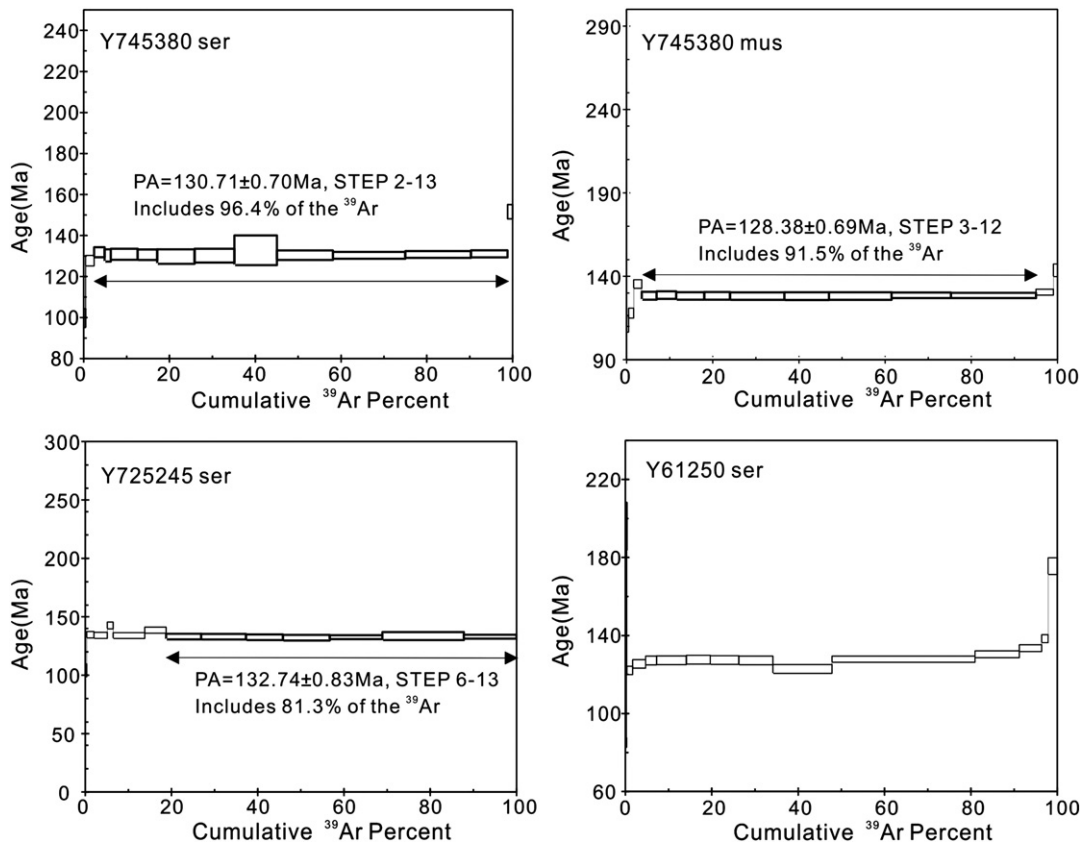 Y745380 ser
Age(Ma)
240
220
200
180
160
140
120
100
80
PA=130.71±0.70Ma, STEP 2-13
Includes 96.4% of the ³⁹Ar
0 20 40 60 80 100
Cumulative ³⁹Ar Percent
Y745380 mus
Age(Ma)
290
240
190
140
90
PA=128.38±0.69Ma, STEP 3-12
Includes 91.5% of the ³⁹Ar
0 20 40 60 80 100
Cumulative ³⁹Ar Percent
Y725245 ser
Age(Ma)
300
250
200
150
100
50
0
PA=132.74±0.83Ma, STEP 6-13
Includes 81.3% of the ³⁹Ar
0 20 40 60 80 100
Cumulative ³⁹Ar Percent
Y61250 ser
Age(Ma)
220
180
140
100
60
0 20 40 60 80 100
Cumulative ³⁹Ar Percent